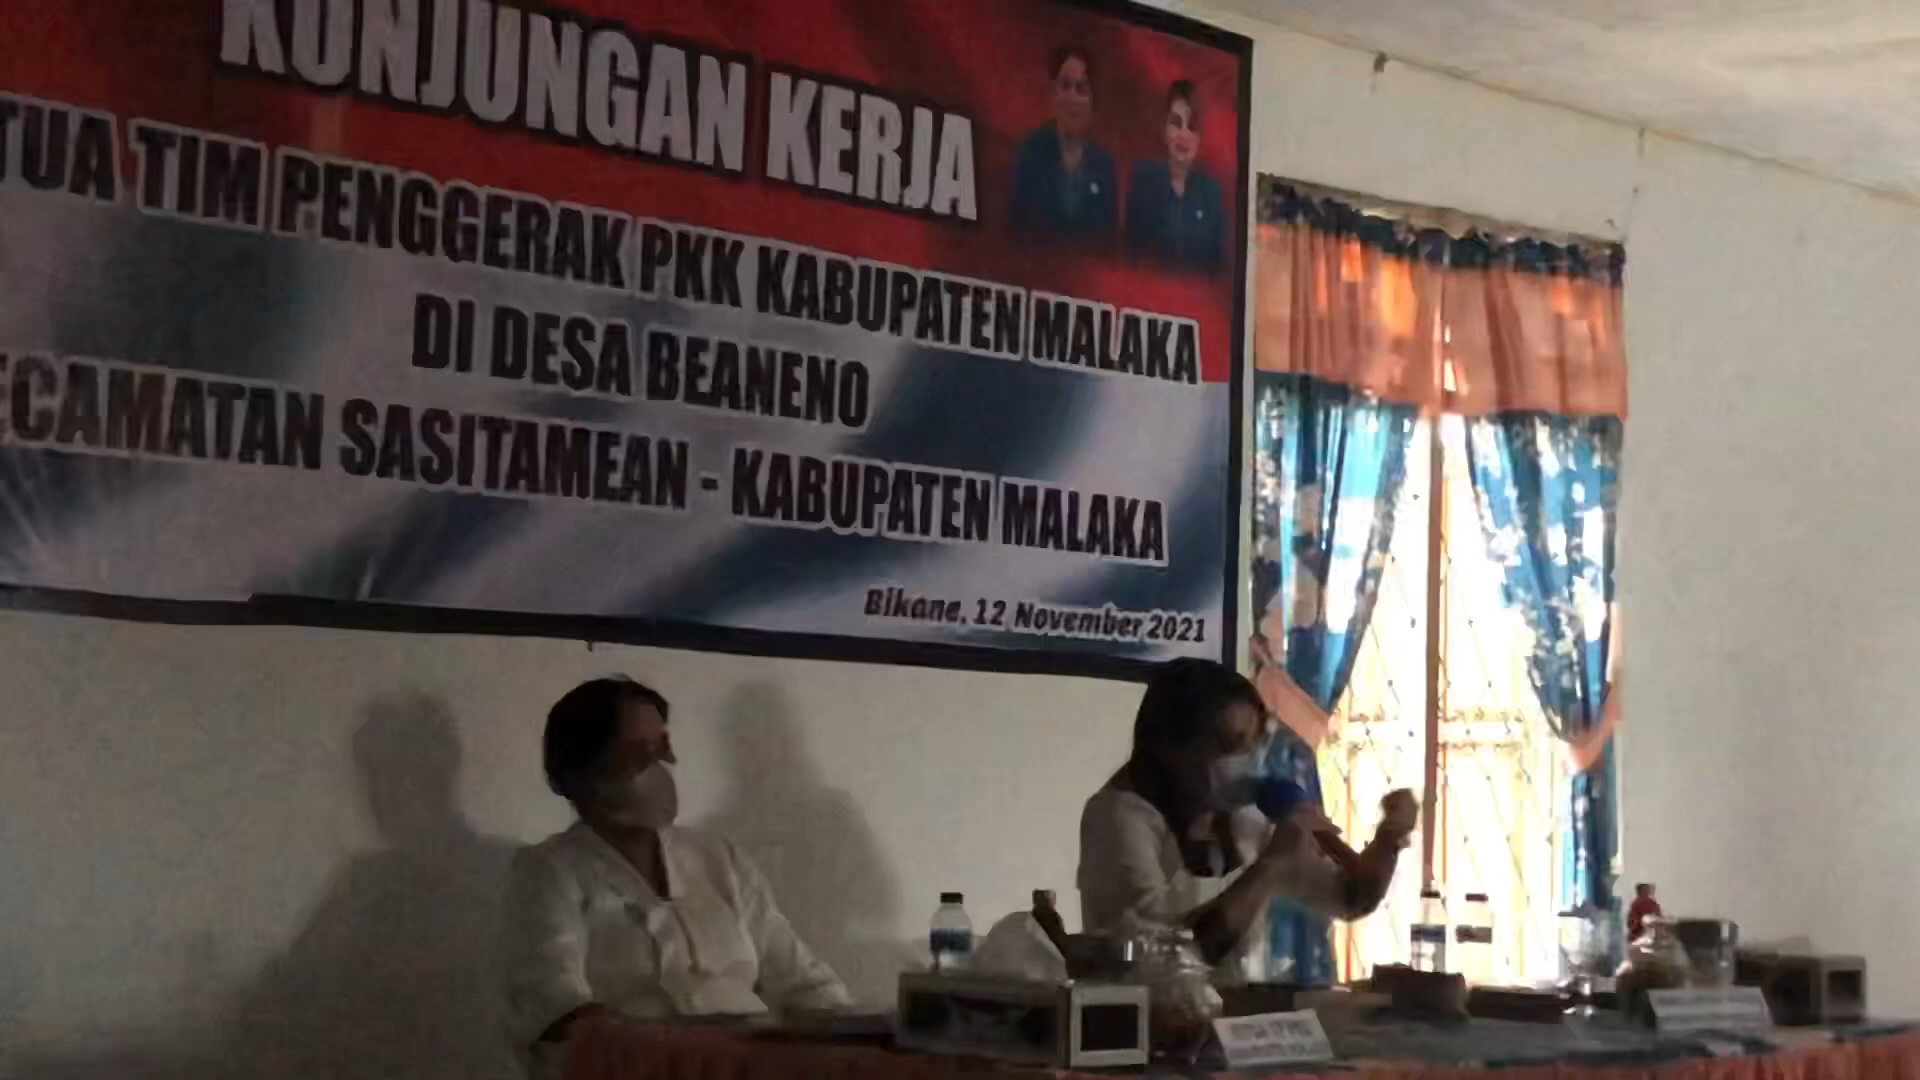 KUNJUNGAN KERJA
TUA TIM PENGGERAK PKK KABUPATEN MALAKA
DI DESA BEANENO
ECAMATAN SASITAMEAN - KABUPATEN MALAKA
Bikane, 12 November 2021